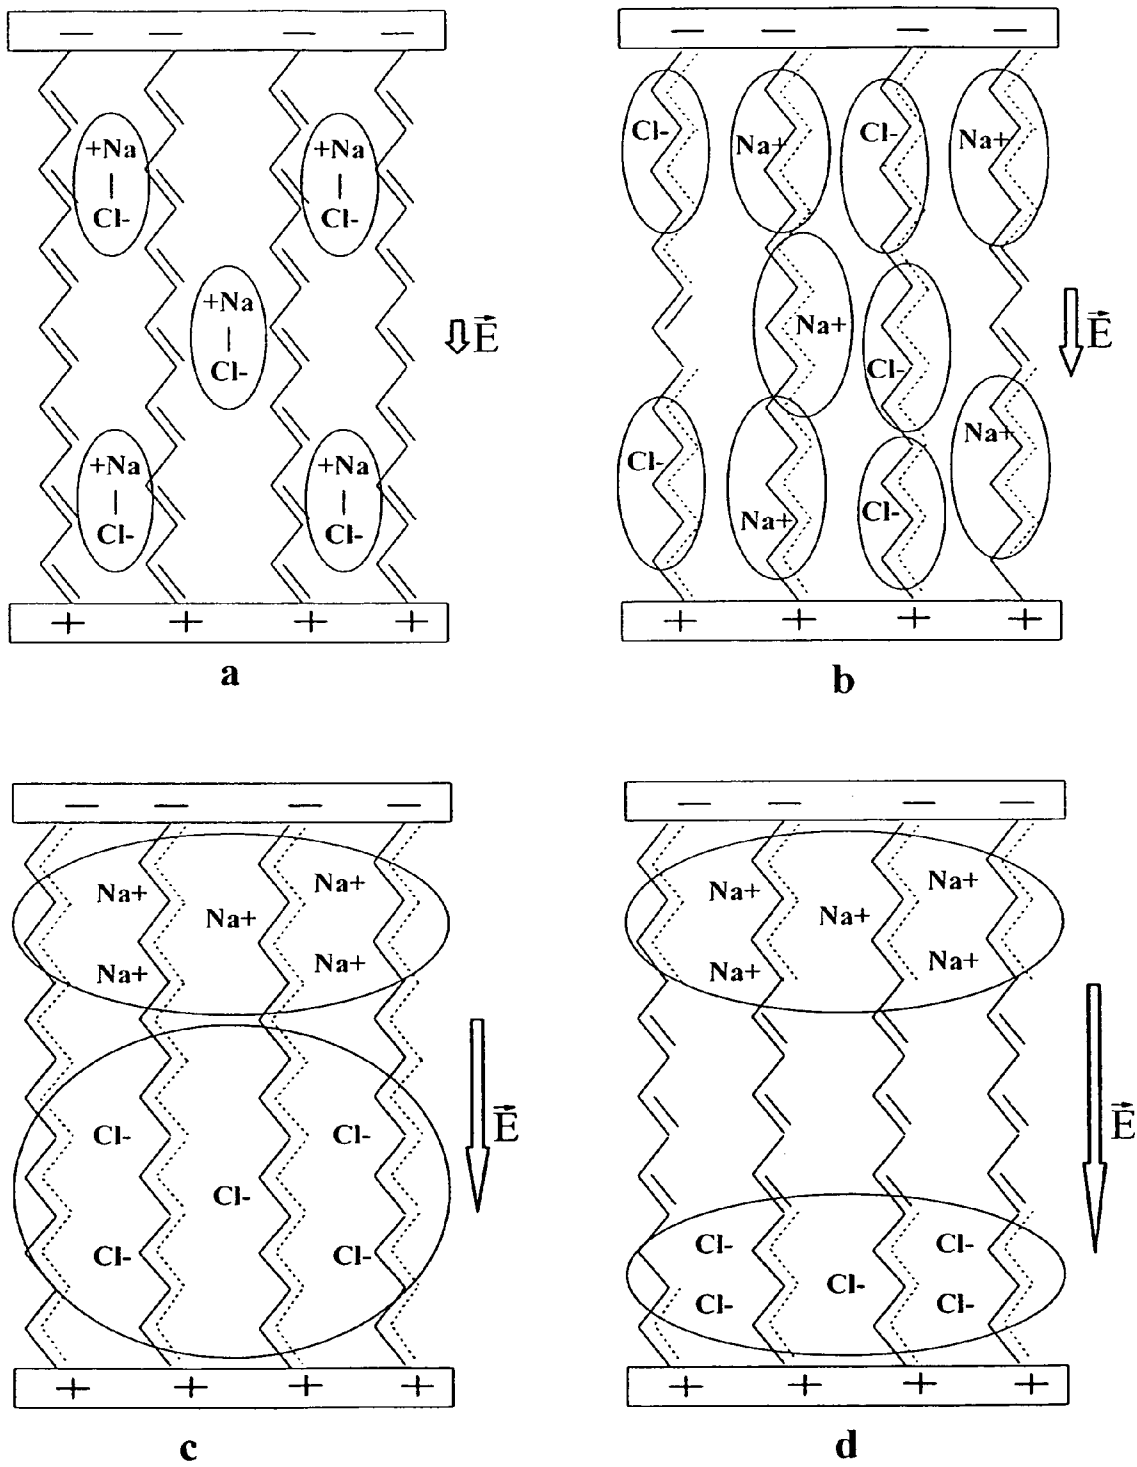 — — — —
+Na +Na
Cl- Cl-
+Na
Cl-
E
+Na +Na
Cl- Cl-
+ + + +
a
— — — —
Cl- Na+ Cl- Na+
Na+ Cl-
E
Cl- Na+ Cl- Na+
+ + + +
b
— — — —
Na+ Na+ Na+
Na+ Na+
E
Cl- Cl-
Cl-
Cl- Cl-
+ + + +
c
— — — —
Na+ Na+ Na+
Na+ Na+
E
Cl- Cl-
Cl- Cl- Cl-
+ + + +
d